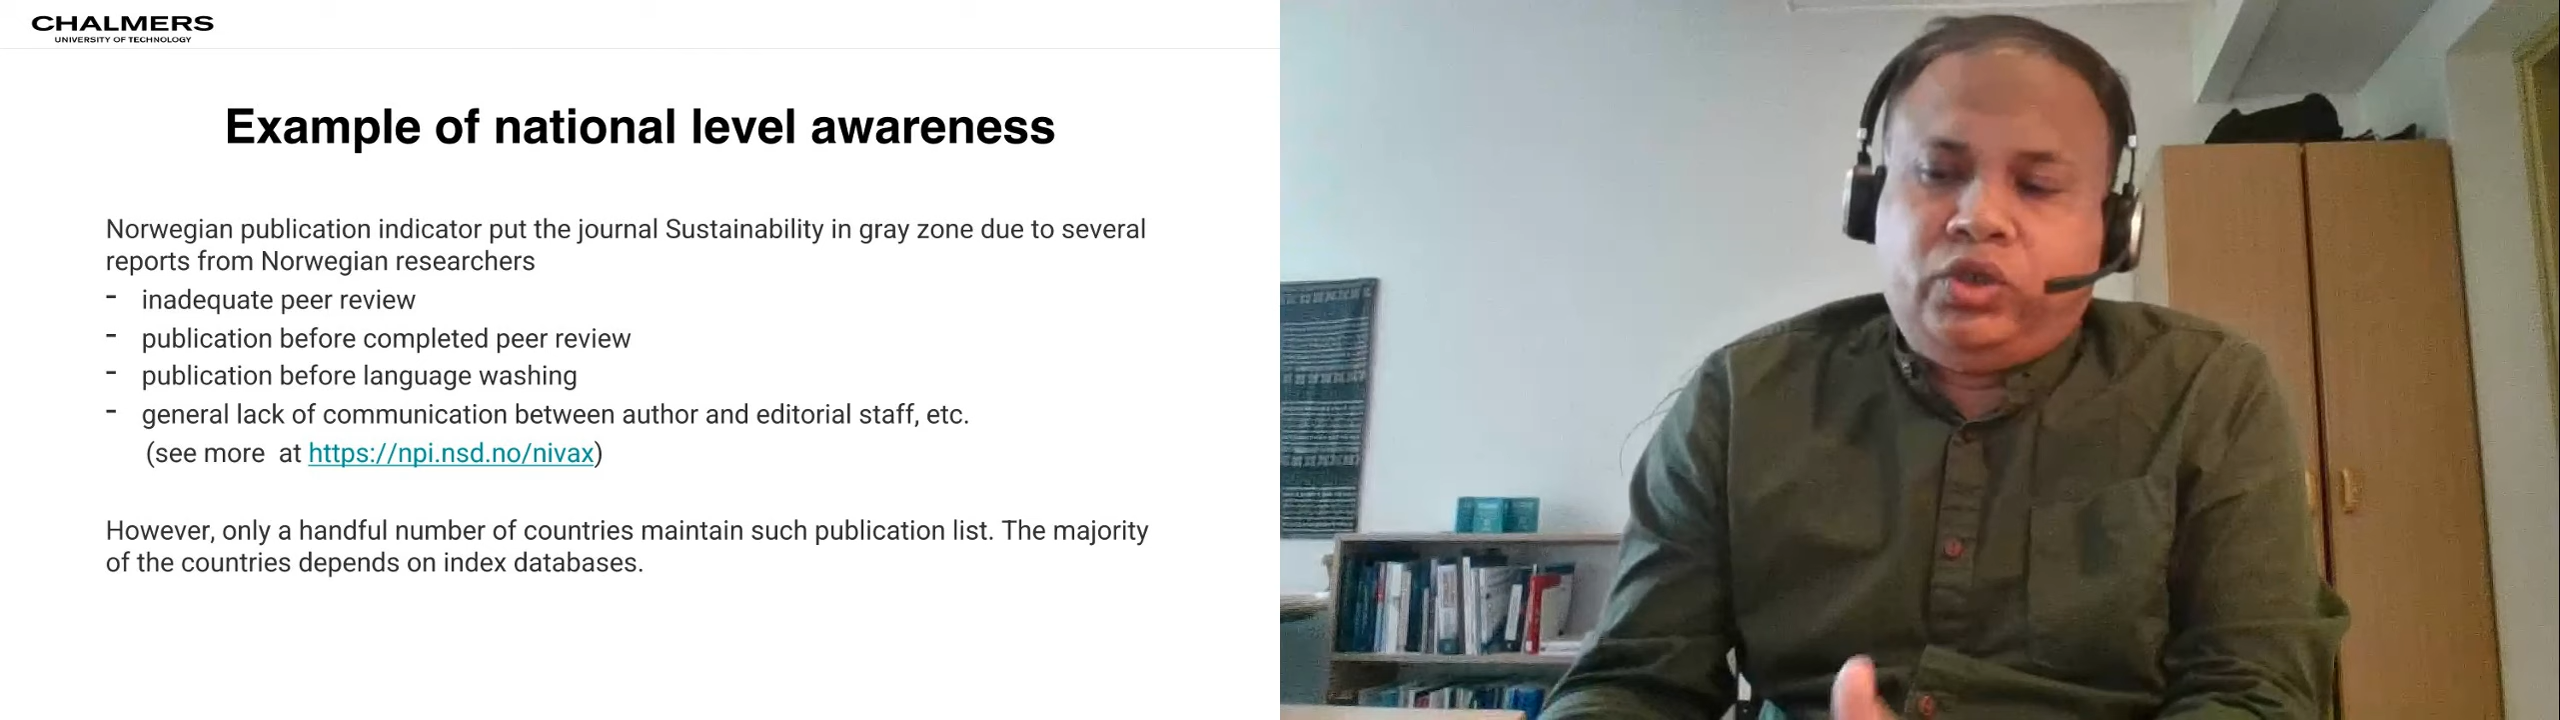 CHALMERS
UNIVERSITY OF TECHNOLOGY
Example of national level awareness
Norwegian publication indicator put the journal Sustainability in gray zone due to several
reports from Norwegian researchers
- inadequate peer review
- publication before completed peer review
- publication before language washing
- general lack of communication between author and editorial staff, etc.
(see more at https://npi.nsd.no/nivax)
However, only a handful number of countries maintain such publication list. The majority
of the countries depends on index databases.